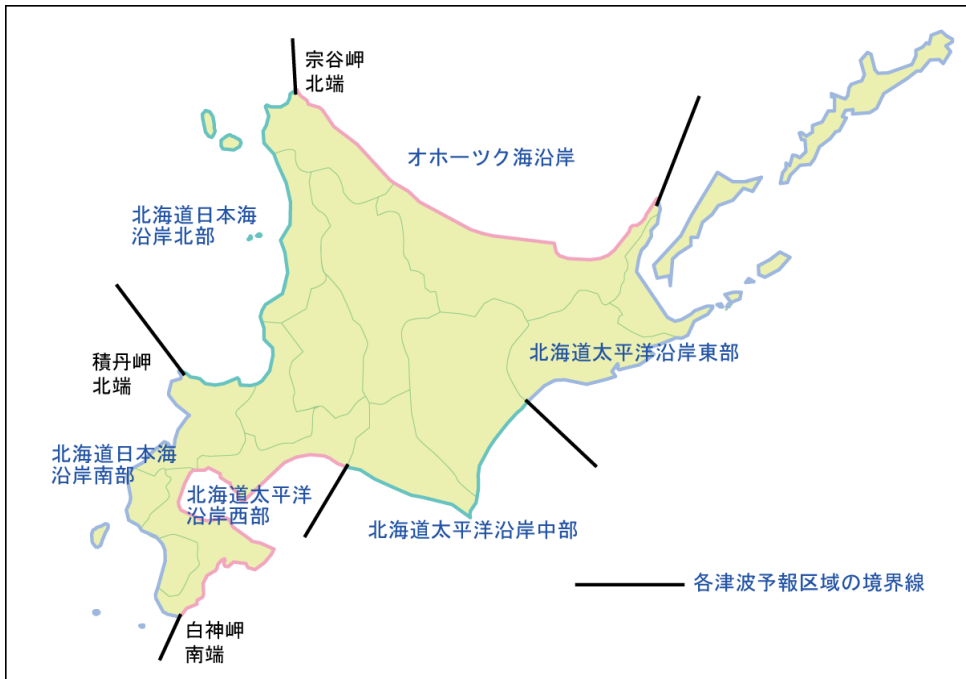 宗谷岬
北端
オホーツク海沿岸
北海道日本海
沿岸北部
積丹岬
北端
北海道太平洋沿岸東部
北海道日本海
沿岸南部
北海道太平洋
沿岸西部
北海道太平洋沿岸中部
各津波予報区域の境界線
白神岬
南端